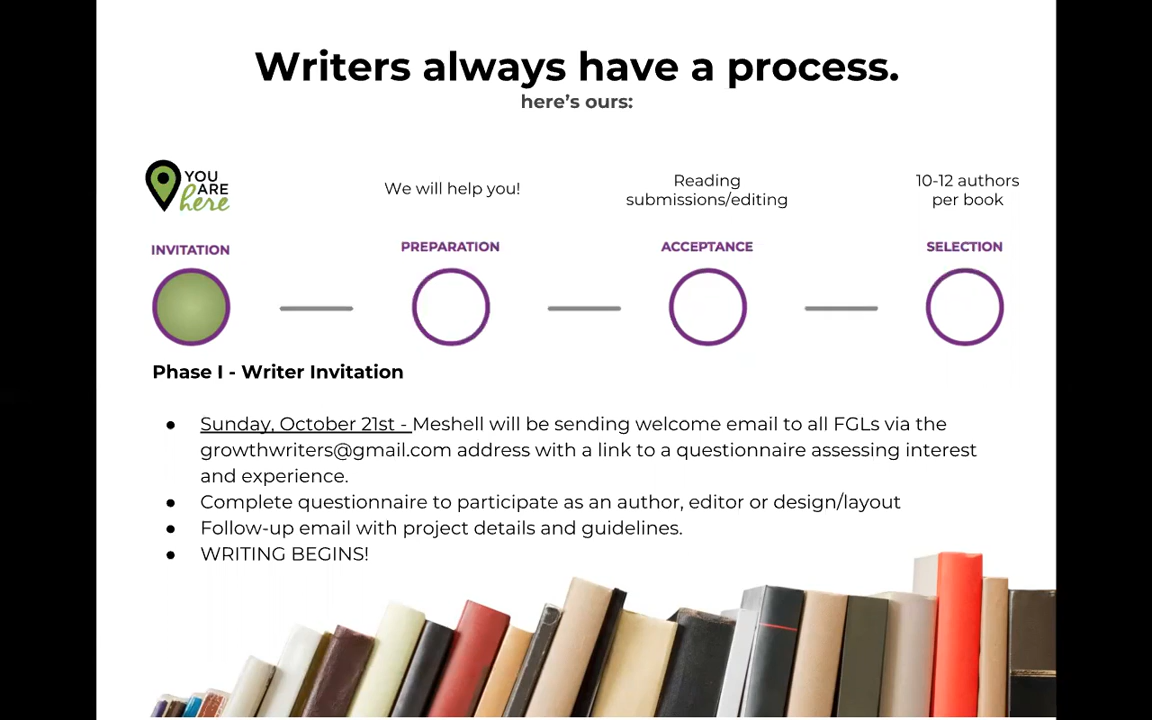 Writers always have a process.
here's ours:
YOU
ARE
here
We will help you!
Reading
submissions/editing
10-12 authors
per book
INVITATION
PREPARATION
ACCEPTANCE
SELECTION
Phase I - Writer Invitation
● Sunday, October 21st - Meshell will be sending welcome email to all FGLs via the
growthwriters@gmail.com address with a link to a questionnaire assessing interest
and experience.
● Complete questionnaire to participate as an author, editor or design/layout
● Follow-up email with project details and guidelines.
● WRITING BEGINS!